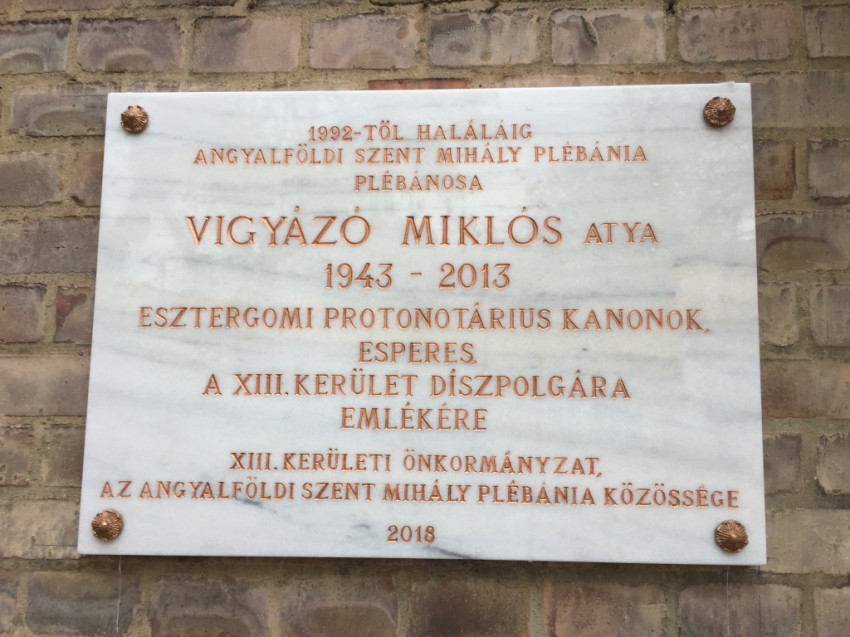 1992-TŐL HALÁLÁIG
ANGYALFÖLDI SZENT MIHÁLY PLÉBÁNIA
PLÉBÁNOSA
VIGYÁZÓ MIKLÓS ATYA
1943 - 2013
ESZTERGOMI PROTONOTÁRIUS KANONOK,
ESPERES,
A XIII. KERÜLET DÍSZPOLGÁRA
EMLÉKÉRE
XIII. KERÜLETI ÖNKORMÁNYZAT,
AZ ANGYALFÖLDI SZENT MIHÁLY PLÉBÁNIA KÖZÖSSÉGE
2018